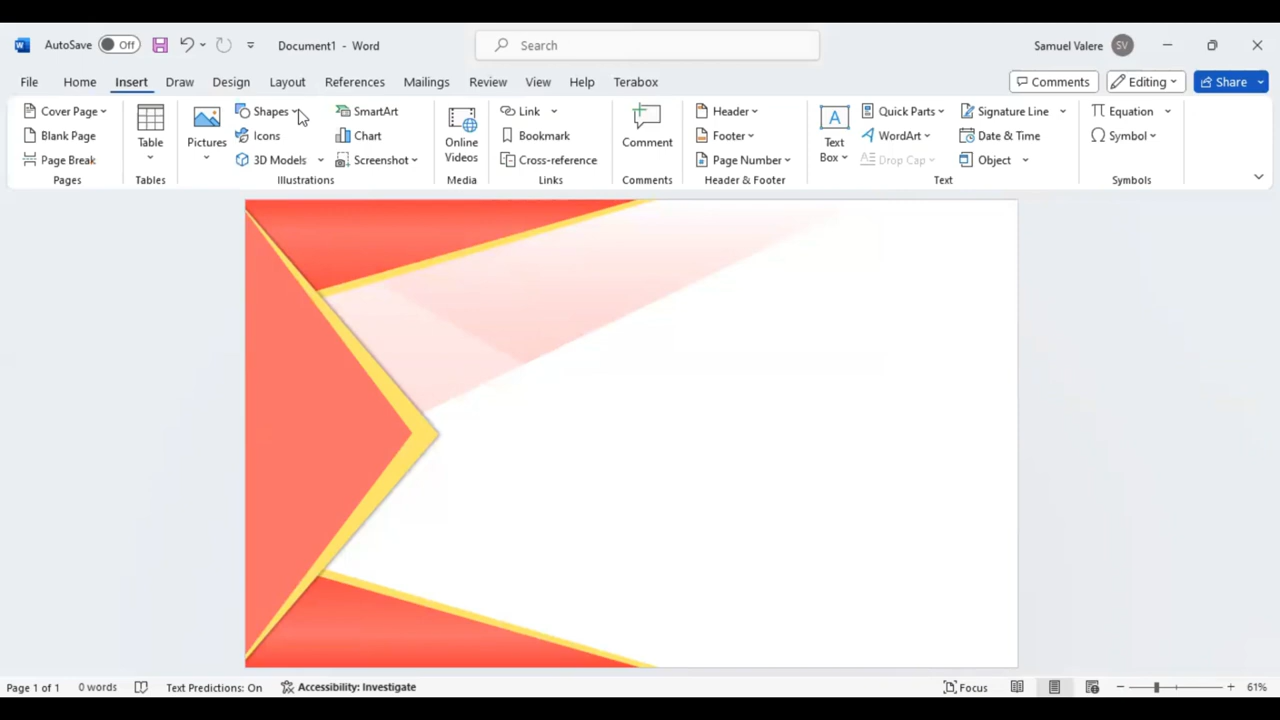 AutoSave Off Document1 - Word Search Samuel Valere SV
File Home Insert Draw Design Layout References Mailings Review View Help Terabox Comments Editing Share
Cover Page
Blank Page
Page Break
Pages
Table
Tables
Pictures
Shapes
Icons
3D Models
SmartArt
Chart
Screenshot
Illustrations
Online
Videos
Media
Link
Bookmark
Cross-reference
Links
Comment
Comments
Header
Footer
Page Number
Header & Footer
A
Text
Box
Quick Parts
WordArt
Drop Cap
Signature Line
Date & Time
Object
Text
Equation
Symbol
Symbols
Page 1 of 1 0 words Text Predictions: On Accessibility: Investigate Focus 61%